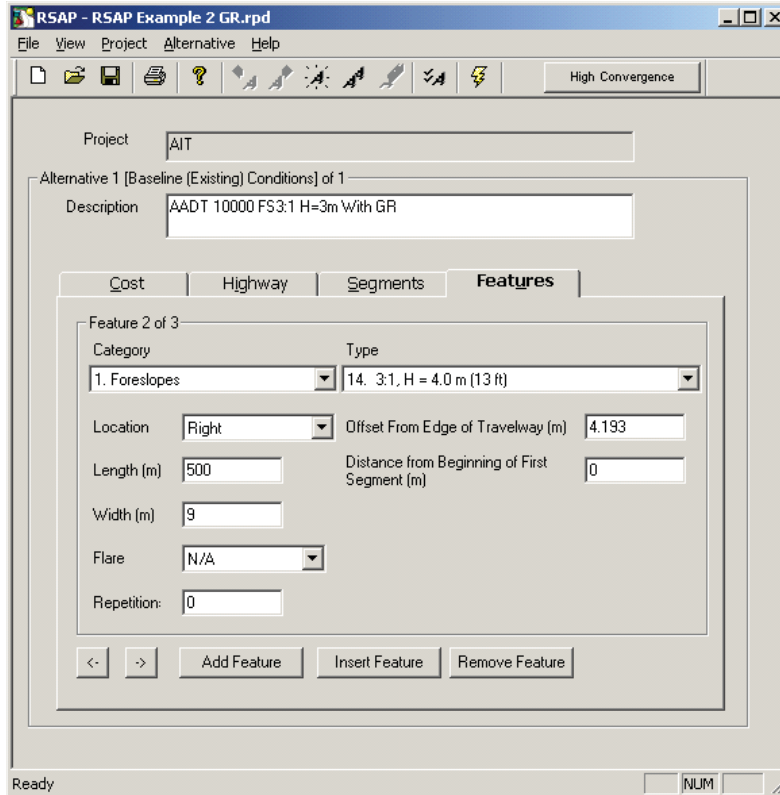 RSAP - RSAP Example 2 GR.rpd
File View Project Alternative Help
High Convergence
Project AIT
Alternative 1 [Baseline (Existing) Conditions] of 1
Description AADT 10000 FS3:1 H=3m With GR
Cost Highway Segments Features
Feature 2 of 3
Category Type
1. Foreslopes 14. 3:1, H = 4.0 m (13 ft)
Location Right Offset From Edge of Travelway (m) 4.193
Length (m) 500 Distance from Beginning of First Segment (m) 0
Width (m) 9
Flare N/A
Repetition: 0
<- -> Add Feature Insert Feature Remove Feature
Ready NUM